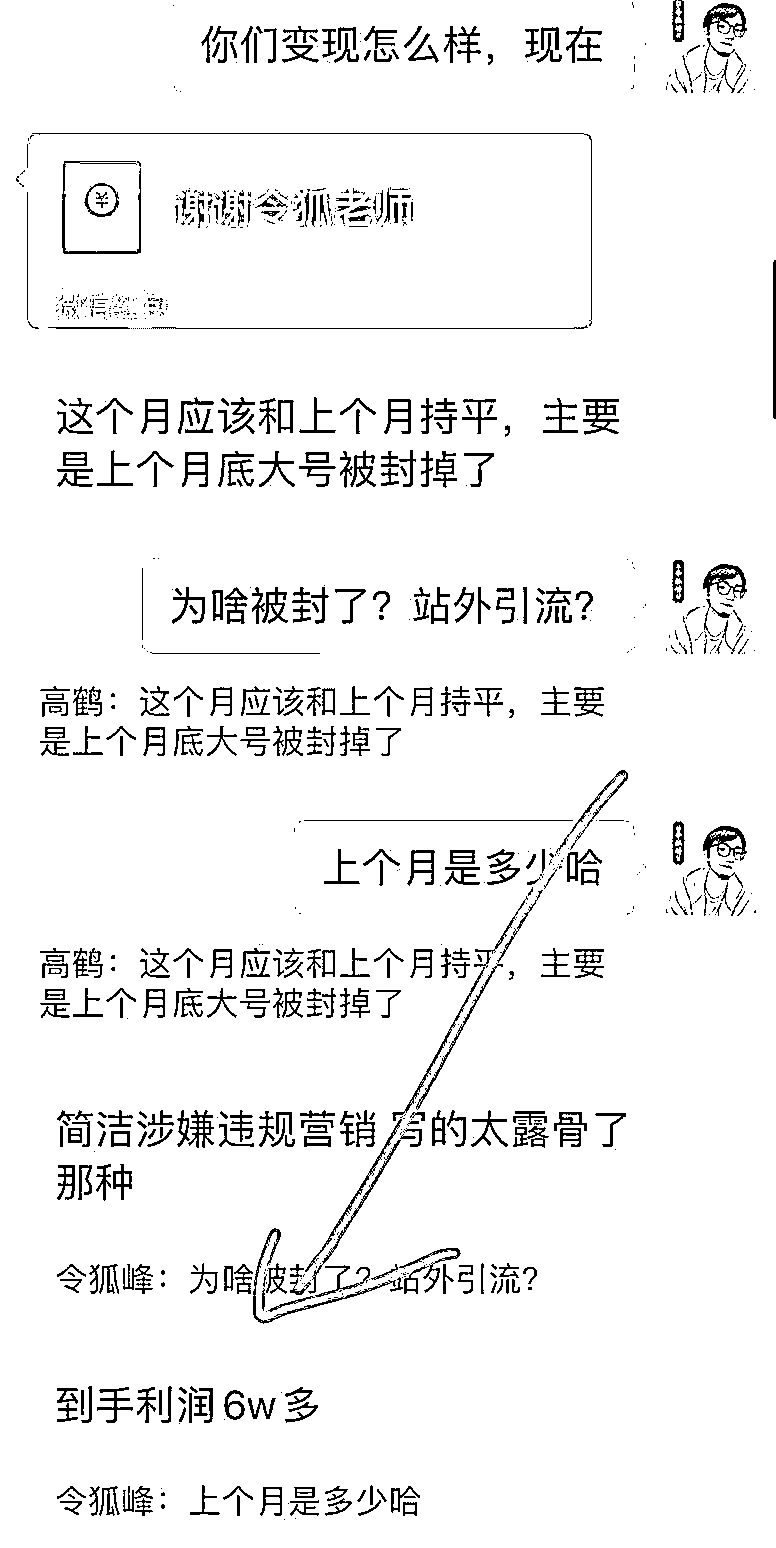 你们变现怎么样，现在
谢谢令狐老师
微信红包
这个月应该和上个月持平，主要
是上个月底大号被封掉了
为啥被封了？站外引流？
高鹤：这个月应该和上个月持平，主要
是上个月底大号被封掉了
上个月是多少哈
高鹤：这个月应该和上个月持平，主要
是上个月底大号被封掉了
简洁涉嫌违规营销 写的太露骨了
那种
令狐峰：为啥被封了？站外引流？
到手利润6w多
令狐峰：上个月是多少哈